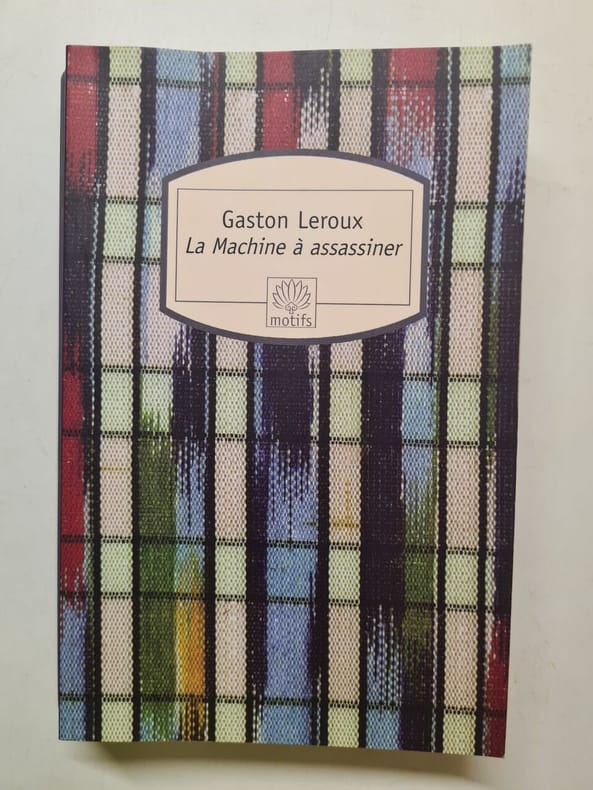 Gaston Leroux
La Machine à assassiner
motifs